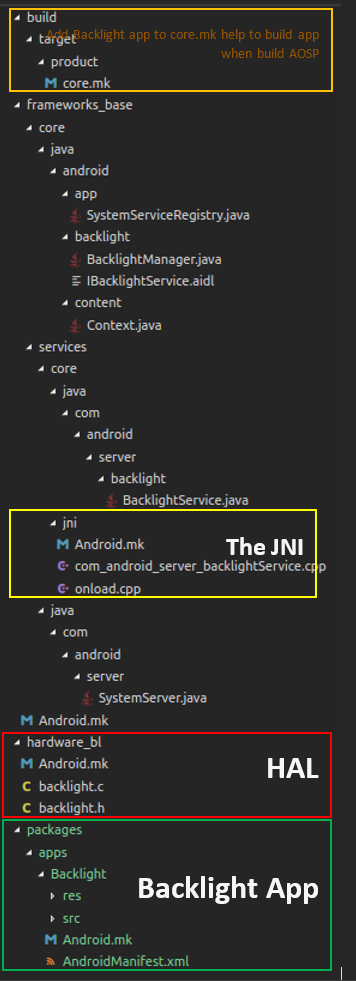 build
target
Add Backlight app to core.mk help to build app
when build AOSP
product
core.mk
frameworks_base
core
java
android
app
SystemServiceRegistry.java
backlight
BacklightManager.java
IBacklightService.aidl
content
Context.java
services
core
java
com
android
server
backlight
BacklightService.java
jni
The JNI
Android.mk
com_android_server_backlightService.cpp
onload.cpp
java
com
android
server
SystemServer.java
Android.mk
hardware_bl
Android.mk
HAL
backlight.c
backlight.h
packages
apps
Backlight
Backlight App
res
src
Android.mk
AndroidManifest.xml